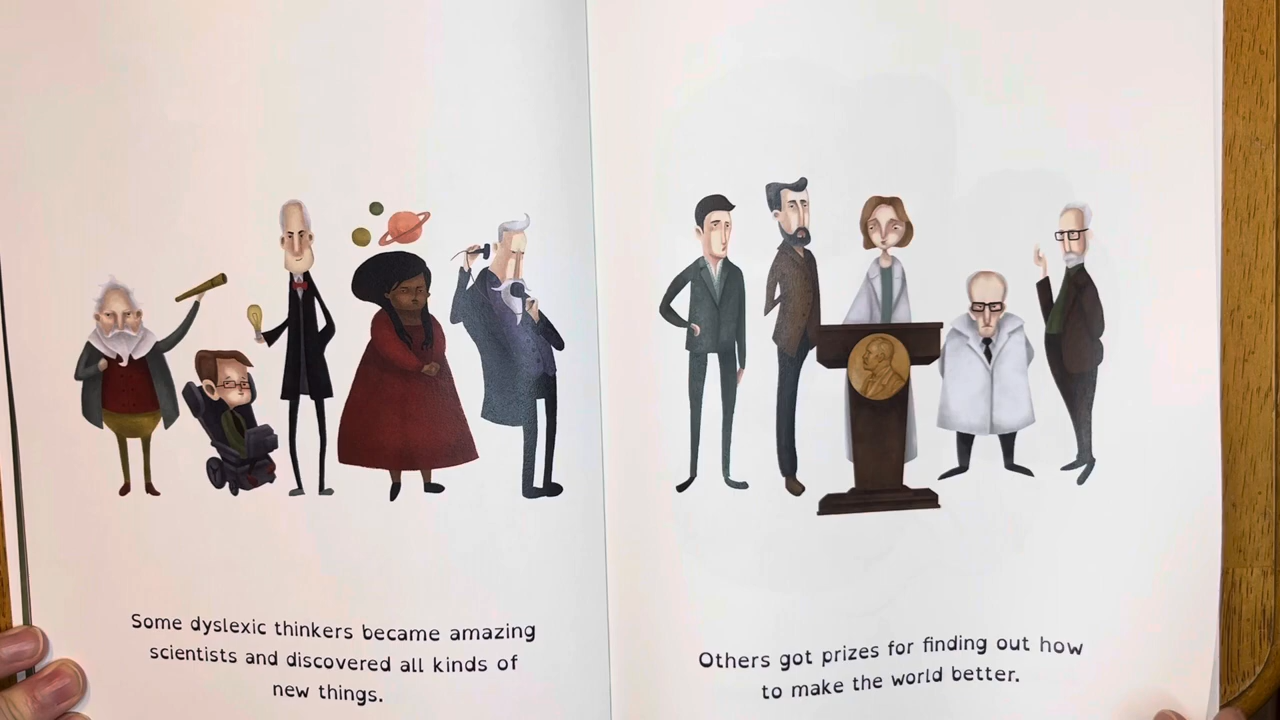 Some dyslexic thinkers became amazing
scientists and discovered all kinds of
new things.
Others got prizes for finding out how
to make the world better.